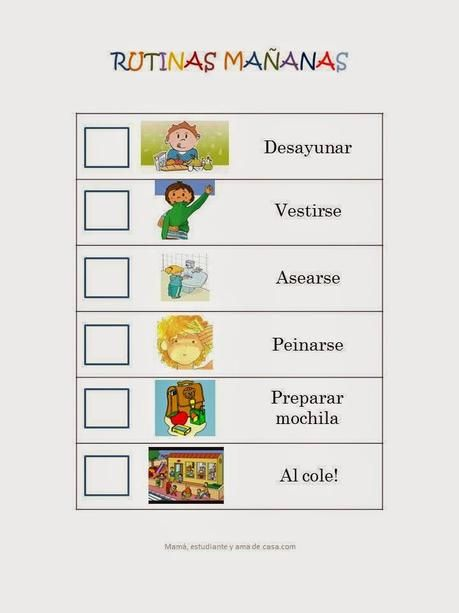 RUTINAS MAÑANAS
Desayunar
Vestirse
Asearse
Peinarse
Preparar
mochila
Al cole!
Mamá, estudiante y ama de casa.com